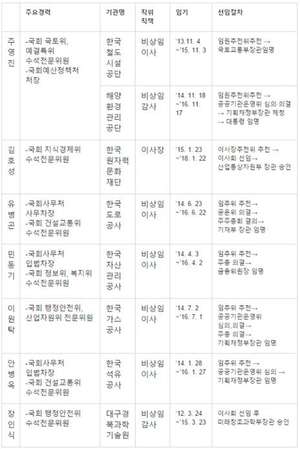 주요경력 기관명 직위 직책 임기 선임절차
주영진
-국회 국토위,
예결특위
수석전문위원
-국회예산정책처
처장
한국
철도
시설
공단
비상임
이사
'13.11. 4
~'15. 11. 3
임원추천위추천→
국토교통부장관임명
해양
환경
관리
공단
비상임
감사
'14. 11. 18
~'16. 11.
17
임추위추천→
공공기관운영위 심의·의결
→ 기획재정부장관 제청
→ 대통령 임명
김호성
-국회 지식경제위
수석전문위원
한국
원자력
문화
재단
이사장
'15. 1. 23
~'18. 1. 22
이사장추천위 추천→
이사회 선임→
산업통상자원부 장관 승인
유병곤
-국회사무처
사무차장
-국회 건설교통위
수석전문위원
한국
도로
공사
비상임
이사
'14. 6. 23
~'16. 6. 22
임추위 추천→
공운위 의결→
주주총회 결의→
기재부 장관 임명
민동기
-국회사무처
입법차장
-국회 정보위, 복지위
수석전문위원
한국
자산
관리
공사
비상임
이사
'14. 4. 3
~'16. 4. 2
임추위 추천→
주총 의결→
금융위원장 임명
이원탁
-국회 행정안전위,
산업자원위 전문위원
한국
가스
공사
비상임
이사
'14. 7. 2
~'16. 7. 1
임추위 추천→
공공기관운영위
심의.의결→
주총 의결→
기획재정부장관 임명
안병옥
-국회사무처
입법차장
-국회 건설교통위
수석전문위원
한국
석유
공사
비상임
이사
'14. 1. 28
~'16. 1. 27
임추위 추천→
공공기관운영위 심의→
기획재정부장관 임명
장인식
-국회 행정안전위
수석전문위원
대구경
북과학
기술원
비상임
감사
'12. 3. 24
~'15. 3. 23
이사회 선임 후
미래창조과학부장관 승인